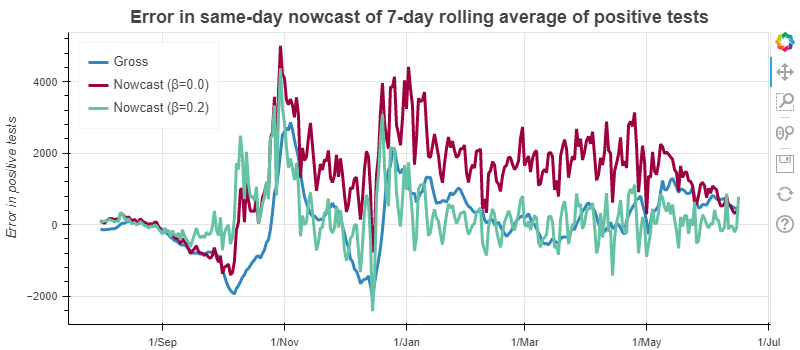 Error in same-day nowcast of 7-day rolling average of positive tests
Gross
Nowcast (β=0.0)
Nowcast (β=0.2)
Error in positive tests
4000
2000
0
−2000
1/Sep
1/Nov
1/Jan
1/Mar
1/May
1/Jul